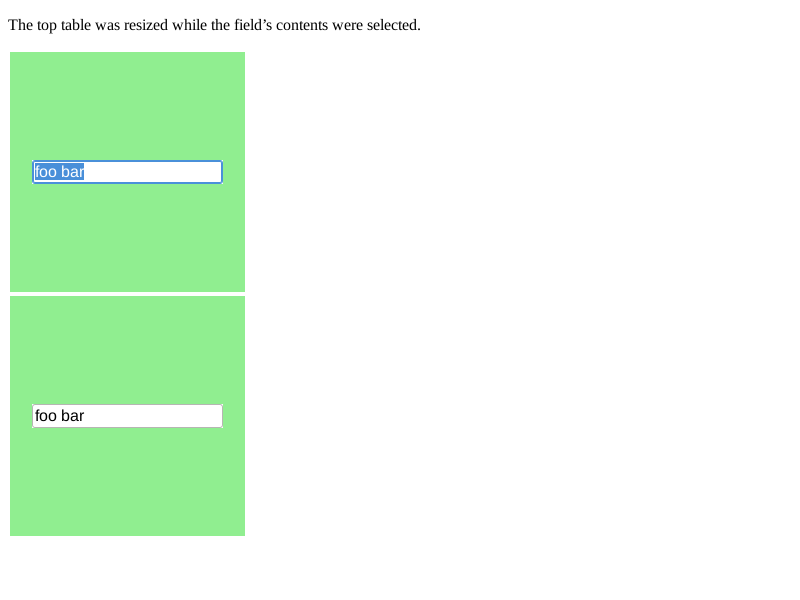 The top table was resized while the field’s contents were selected.
foo bar
foo bar